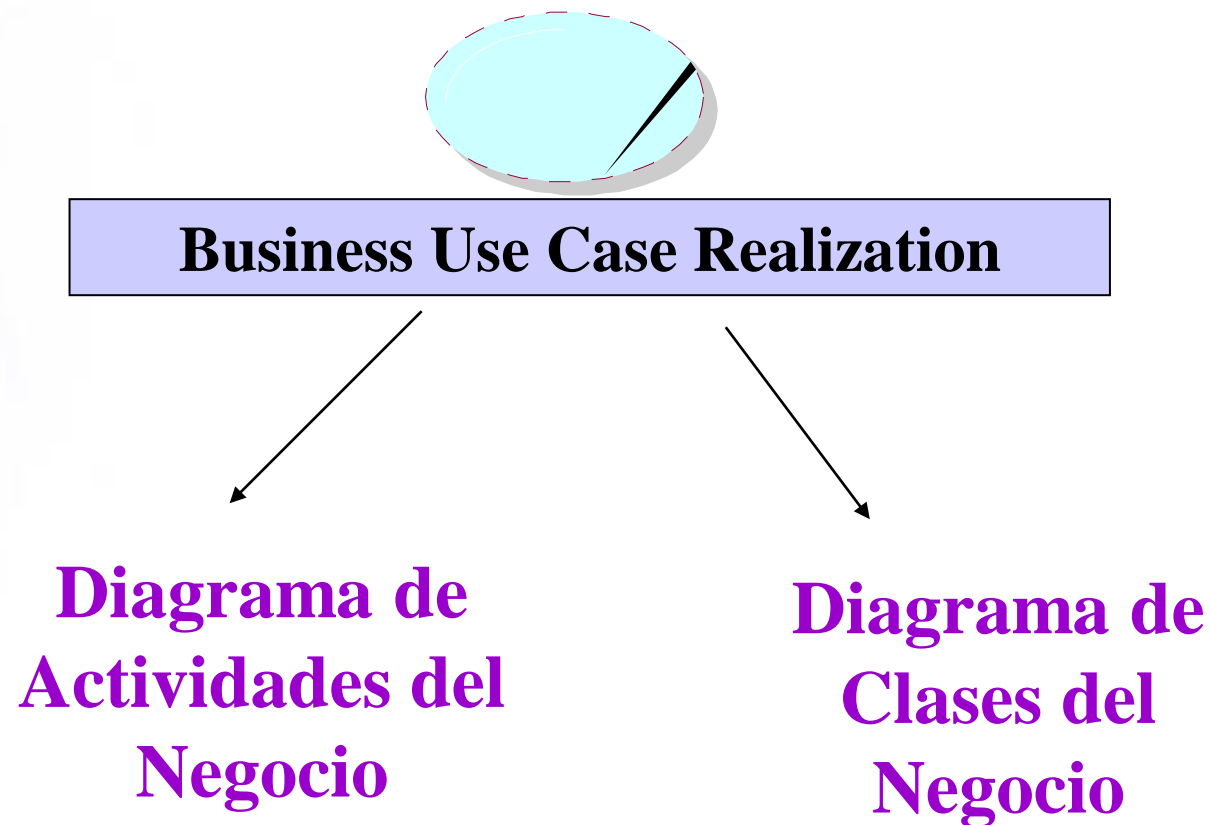 Business Use Case Realization
Diagrama de
Actividades del
Negocio
Diagrama de
Clases del
Negocio